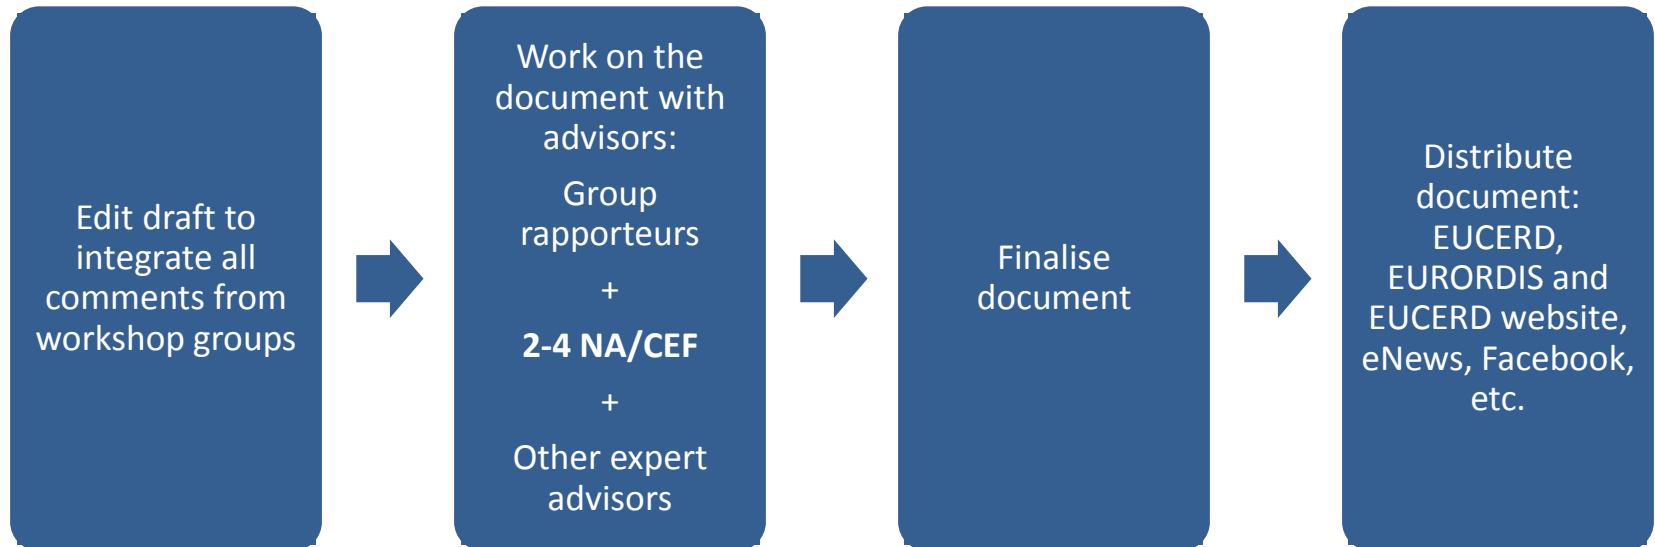 Edit draft to
integrate all
comments from
workshop groups
Work on the
document with
advisors:
Group
rapporteurs
+
2-4 NA/CEF
+
Other expert
advisors
Finalise
document
Distribute
document:
EUCERD,
EURORDIS and
EUCERD website,
eNews, Facebook,
etc.